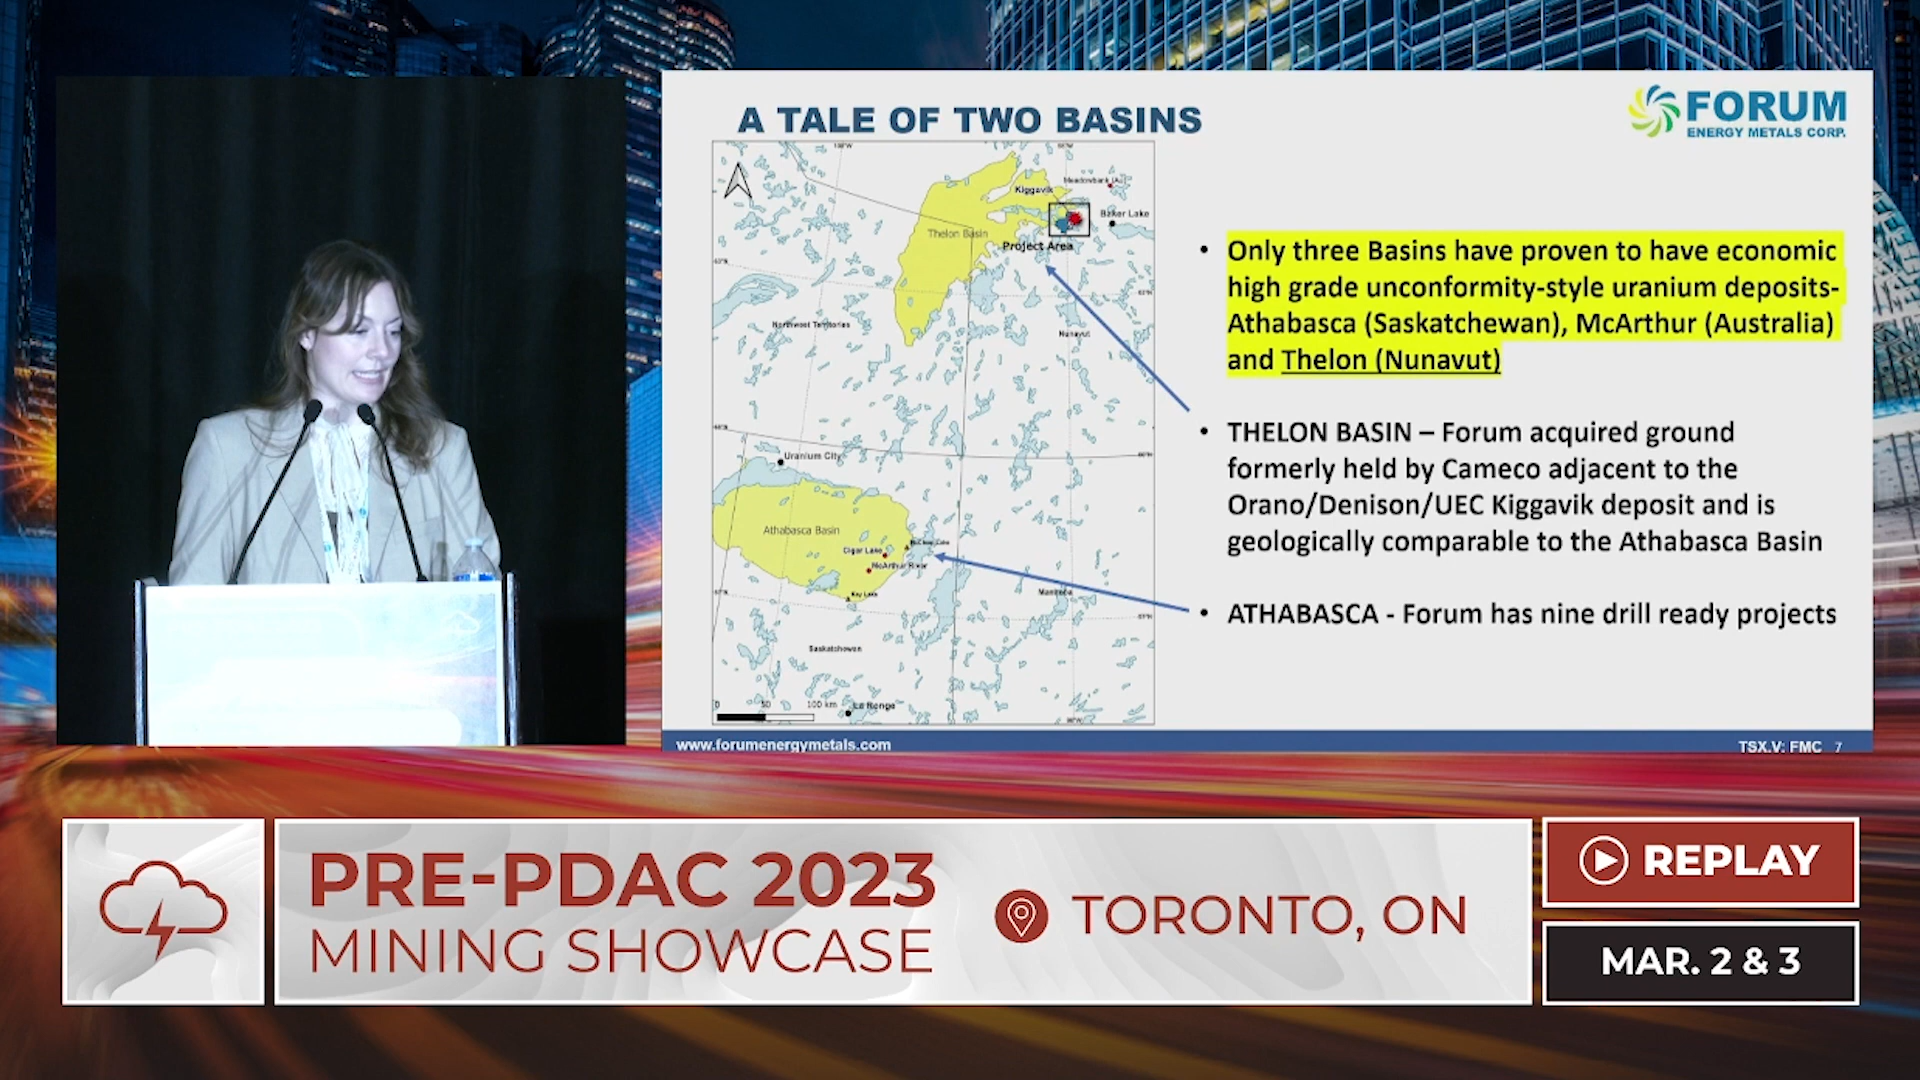 A TALE OF TWO BASINS
FORUM
ENERGY METALS CORP.
Kiggavik
Baker Lake
Thelon Basin
Project Area
Northwest Territories
Nunavut
Uranium City
Athabasca Basin
Cigar Lake
McArthur River
Key Lake
Manitoba
Saskatchewan
0 50 100 km
La Ronge
• Only three Basins have proven to have economic
high grade unconformity-style uranium deposits-
Athabasca (Saskatchewan), McArthur (Australia)
and Thelon (Nunavut)
• THELON BASIN – Forum acquired ground
formerly held by Cameco adjacent to the
Orano/Denison/UEC Kiggavik deposit and is
geologically comparable to the Athabasca Basin
• ATHABASCA - Forum has nine drill ready projects
www.forumenergymetals.com
TSX.V: FMC 7
PRE-PDAC 2023
MINING SHOWCASE
TORONTO, ON
REPLAY
MAR. 2 & 3